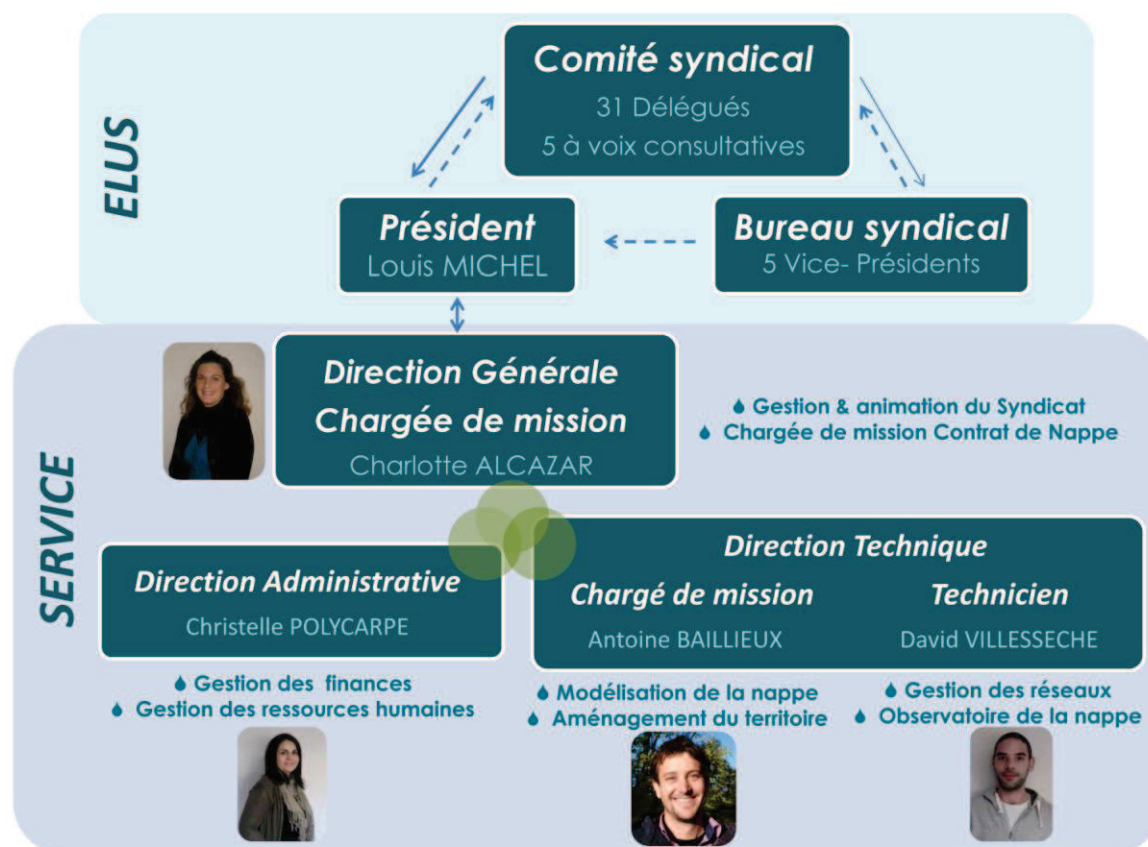 ELUS
Comité syndical
31 Délégués
5 à voix consultatives
Président
Louis MICHEL
Bureau syndical
5 Vice- Présidents
SERVICE
Direction Générale
Chargée de mission
Charlotte ALCAZAR
Gestion & animation du Syndicat
Chargée de mission Contrat de Nappe
Direction Administrative
Christelle POLYCARPE
Gestion des finances
Gestion des ressources humaines
Direction Technique
Chargé de mission
Antoine BAILLIEUX
Modélisation de la nappe
Aménagement du territoire
Technicien
David VILLESSECHE
Gestion des réseaux
Observatoire de la nappe